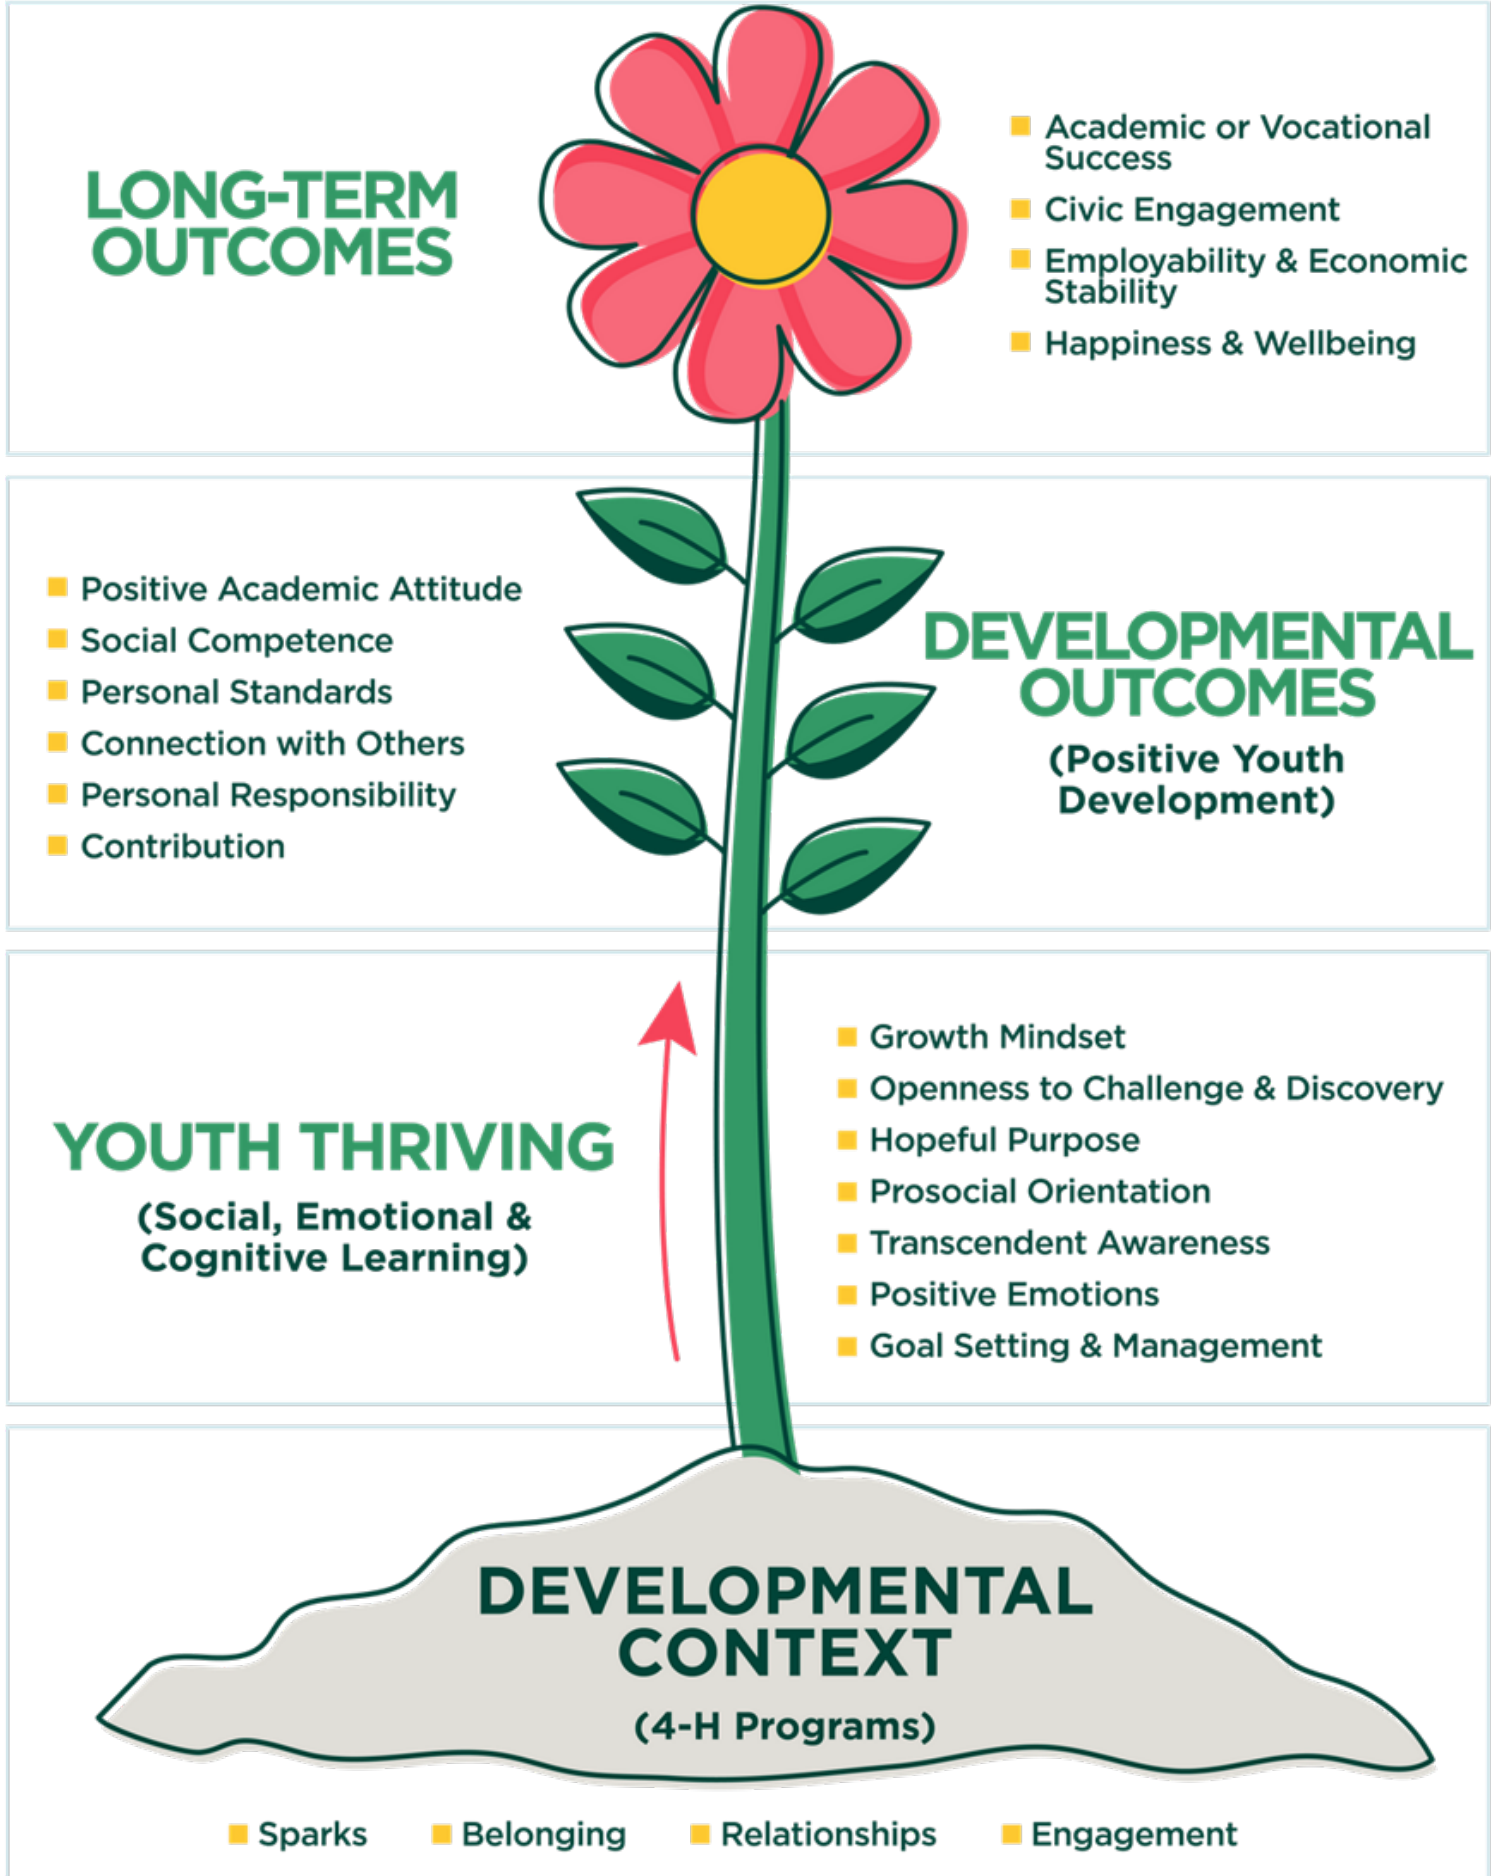 LONG-TERM
OUTCOMES
Academic or Vocational
Success
Civic Engagement
Employability & Economic
Stability
Happiness & Wellbeing
Positive Academic Attitude
Social Competence
Personal Standards
Connection with Others
Personal Responsibility
Contribution
DEVELOPMENTAL
OUTCOMES
(Positive Youth
Development)
YOUTH THRIVING
(Social, Emotional &
Cognitive Learning)
Growth Mindset
Openness to Challenge & Discovery
Hopeful Purpose
Prosocial Orientation
Transcendent Awareness
Positive Emotions
Goal Setting & Management
DEVELOPMENTAL
CONTEXT
(4-H Programs)
Sparks Belonging Relationships Engagement